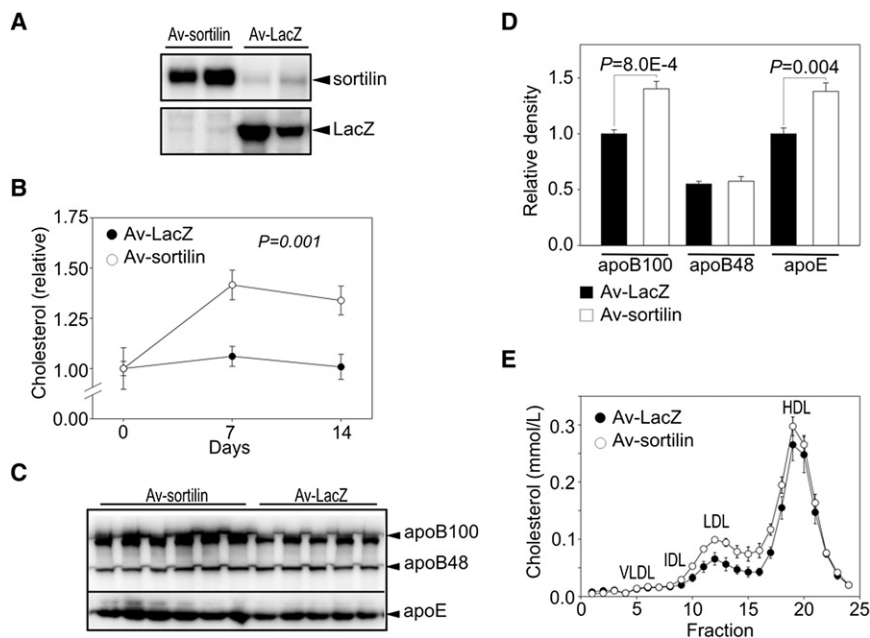 A
Av-sortilin Av-LacZ
sortilin
LacZ
B
1.75
1.50
1.25
1.00
0.00
Cholesterol (relative)
Av-LacZ
Av-sortilin
P=0.001
0 7 14
Days
C
Av-sortilin Av-LacZ
apoB100
apoB48
apoE
D
Relative density
1.5
1.0
0.5
0.0
P=8.0E-4
P=0.004
apoB100 apoB48 apoE
Av-LacZ
Av-sortilin
E
Cholesterol (mmol/L)
0.3
0.2
0.1
0.0
Av-LacZ
Av-sortilin
HDL
LDL
IDL
VLDL
0 5 10 15 20 25
Fraction